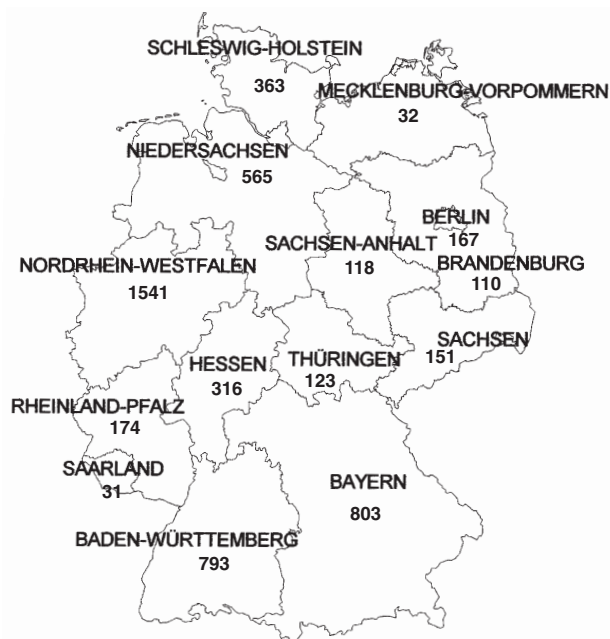 SCHLESWIG-HOLSTEIN
363
MECKLENBURG-VORPOMMERN
32
NIEDERSACHSEN
565
BERLIN
167
SACHSEN-ANHALT
118
BRANDENBURG
110
NORDRHEIN-WESTFALEN
1541
SACHSEN
151
THÜRINGEN
123
HESSEN
316
RHEINLAND-PFALZ
174
SAARLAND
31
BAYERN
803
BADEN-WÜRTTEMBERG
793